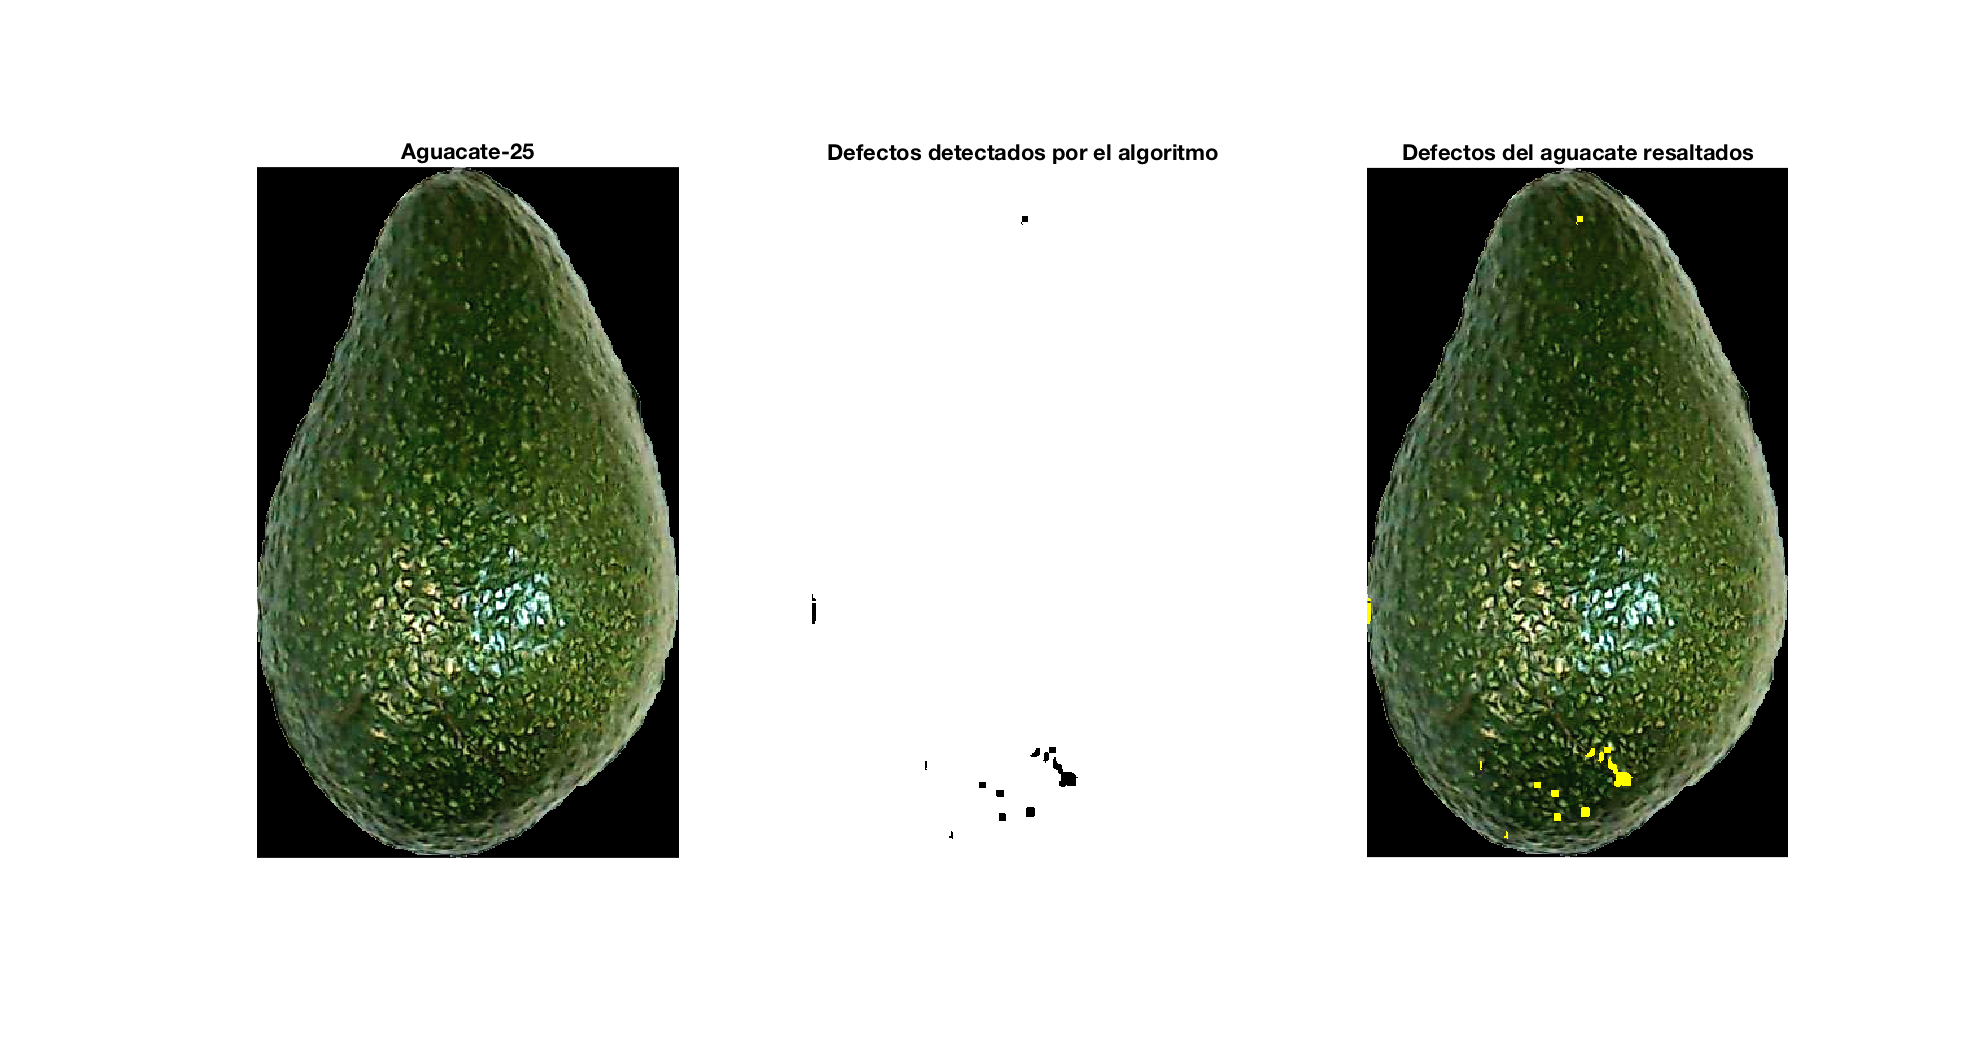 Aguacate-25
Defectos detectados por el algoritmo
Defectos del aguacate resaltados